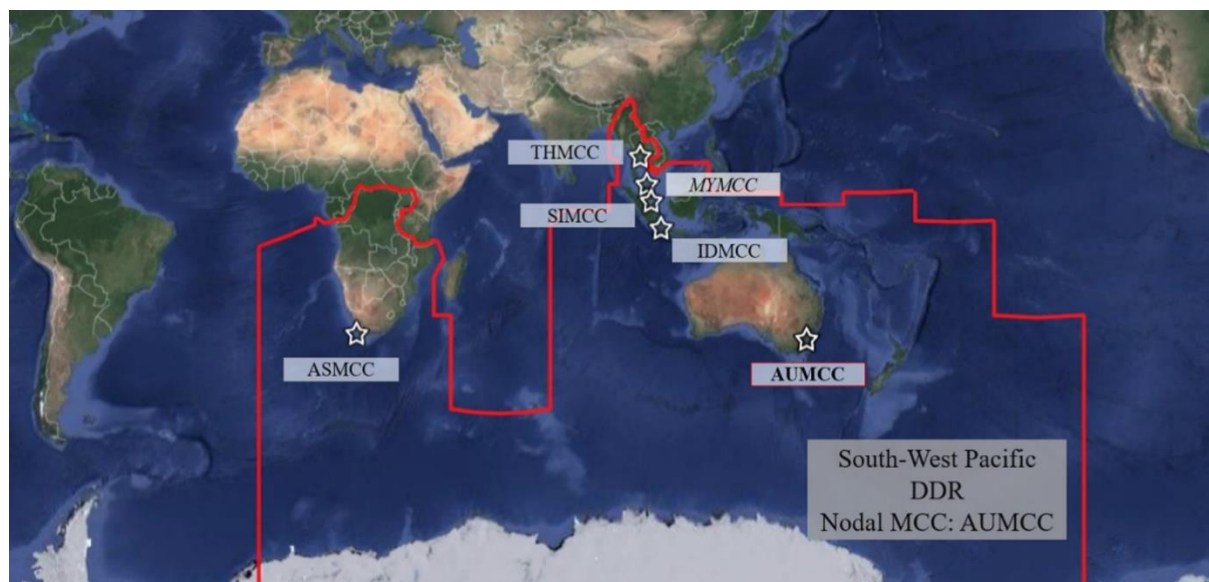 THMCC
MYMCC
SIMCC
IDMCC
ASMCC
AUMCC
South-West Pacific
DDR
Nodal MCC: AUMCC